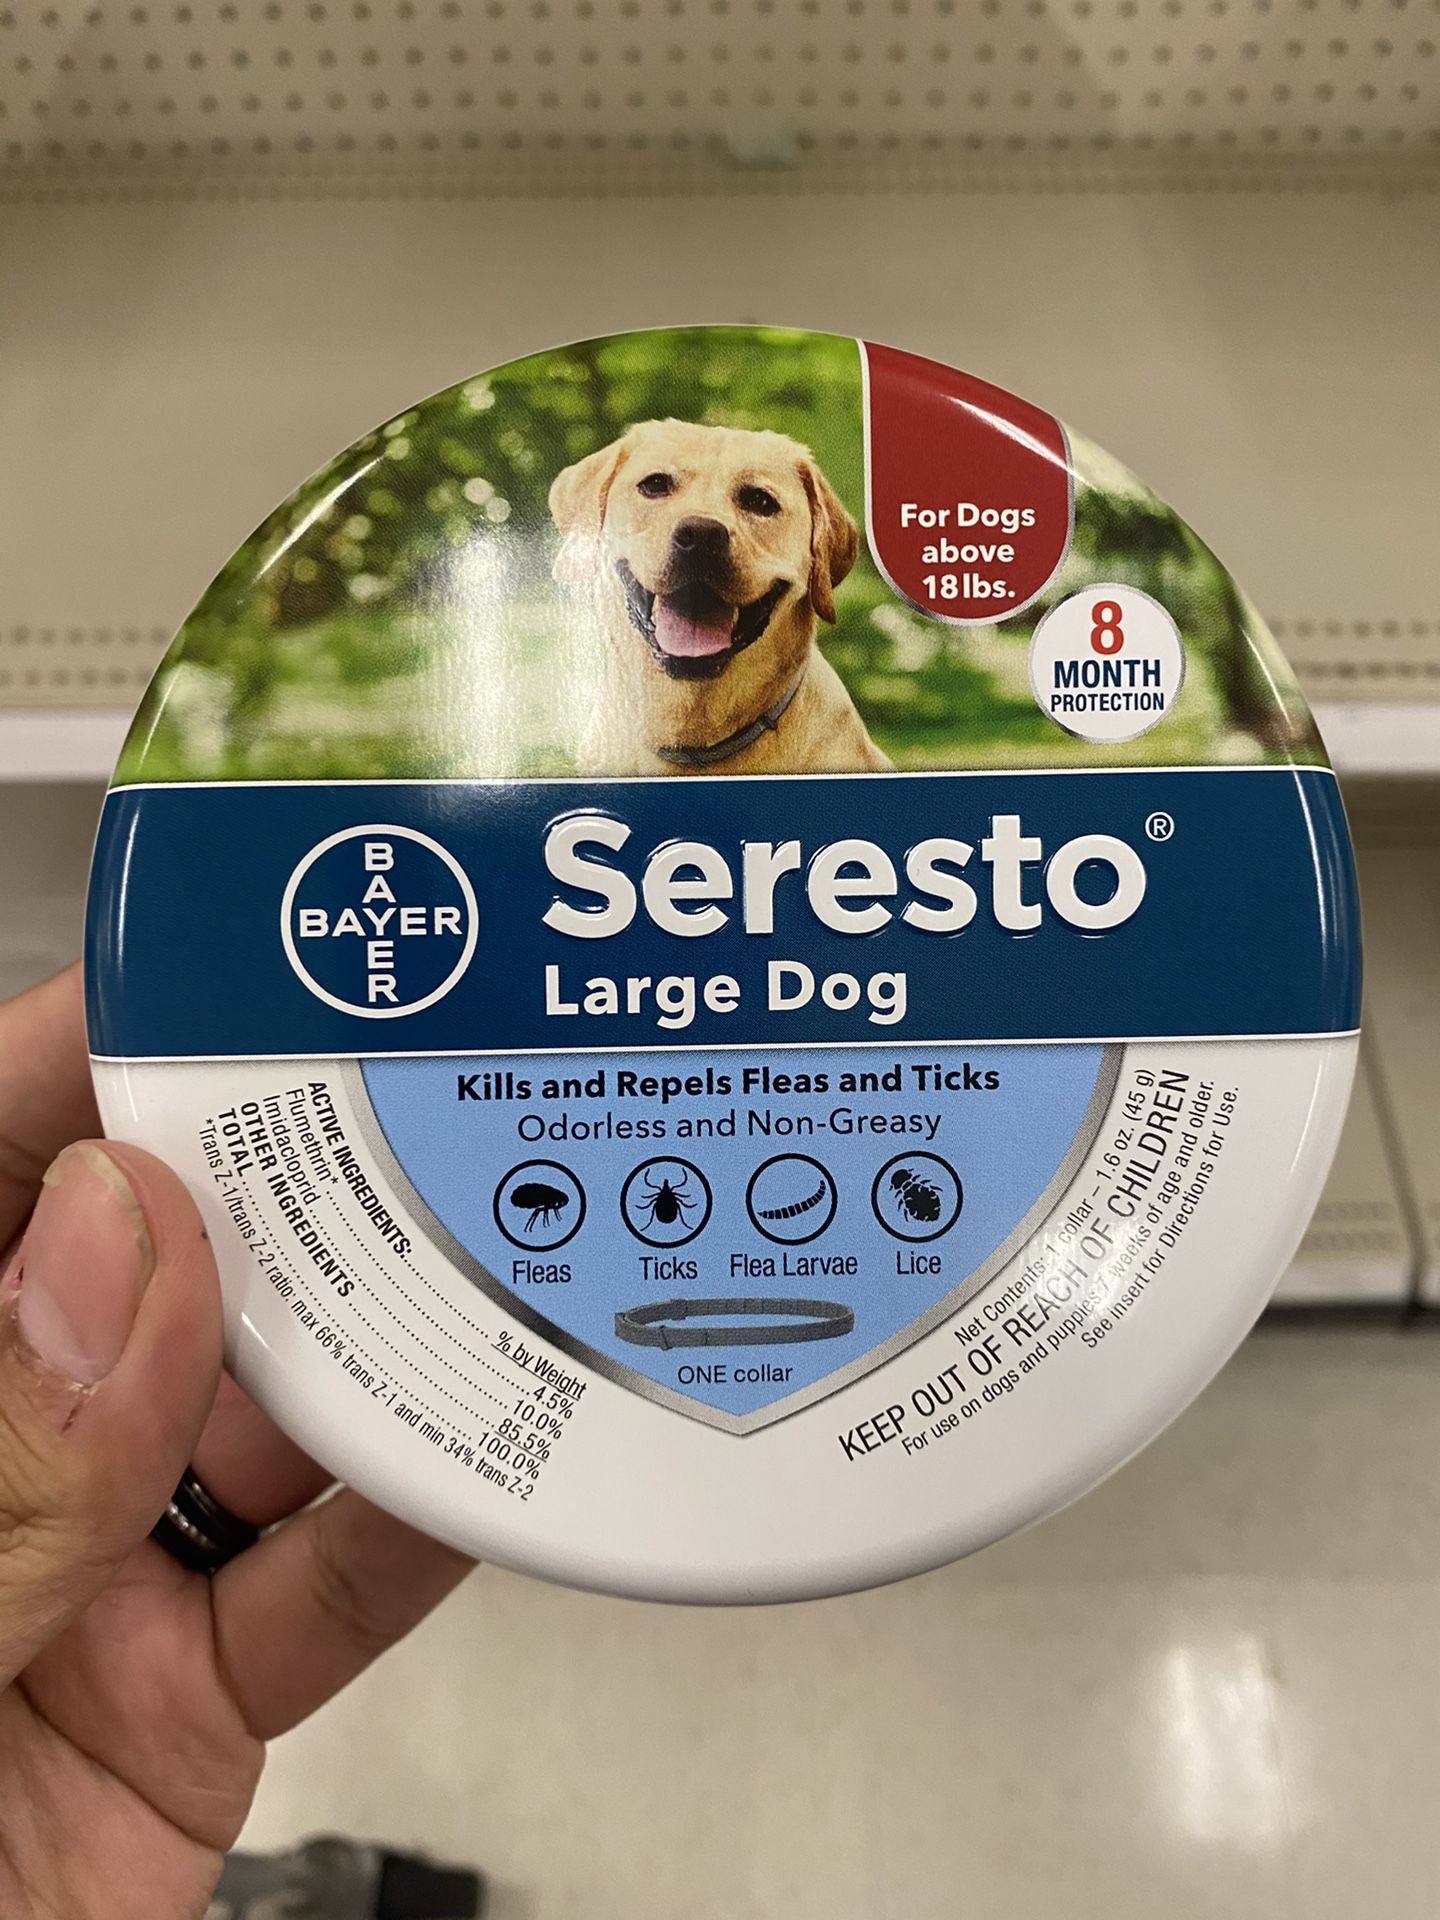 For Dogs
above
18 lbs.
8
MONTH
PROTECTION
BAYER
BAYER
Seresto®
Large Dog
Kills and Repels Fleas and Ticks
Odorless and Non-Greasy
Fleas
Ticks
Flea Larvae
Lice
ONE collar
ACTIVE INGREDIENTS: % by Weight
Flumethrin* 4.5%
Imidacloprid 10.0%
OTHER INGREDIENTS 85.5%
TOTAL 100.0%
*Trans Z-1/trans Z-2 ratio: max 66% trans Z-1 and min 34% trans Z-2
Net Contents: 1 collar – 1.6 oz. (45 g)
KEEP OUT OF REACH OF CHILDREN
For use on dogs and puppies 7 weeks of age and older.
See insert for Directions for Use.